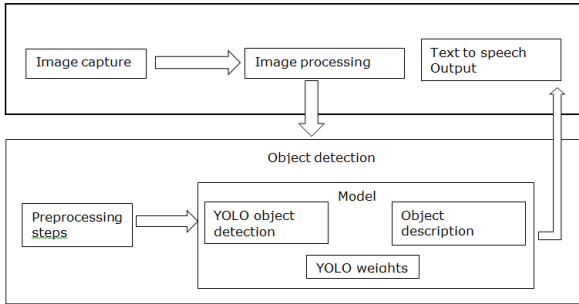 Image capture
Image processing
Text to speech
Output
Object detection
Preprocessing
steps
Model
YOLO object
detection
Object
description
YOLO weights